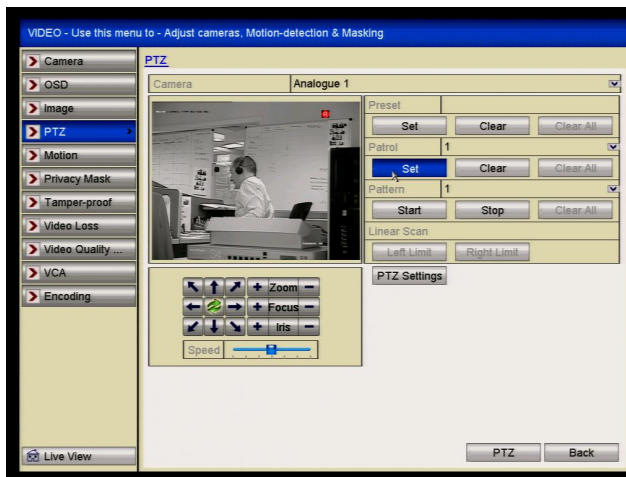 VIDEO - Use this menu to - Adjust cameras, Motion-detection & Masking
Camera
OSD
Image
PTZ
Motion
Privacy Mask
Tamper-proof
Video Loss
Video Quality ...
VCA
Encoding
Live View
PTZ
Camera Analogue 1
Preset
Set Clear Clear All
Patrol 1
Set Clear Clear All
Pattern 1
Start Stop Clear All
Linear Scan
Left Limit Right Limit
PTZ Settings
+ Zoom −
+ Focus −
+ Iris −
Speed
PTZ Back